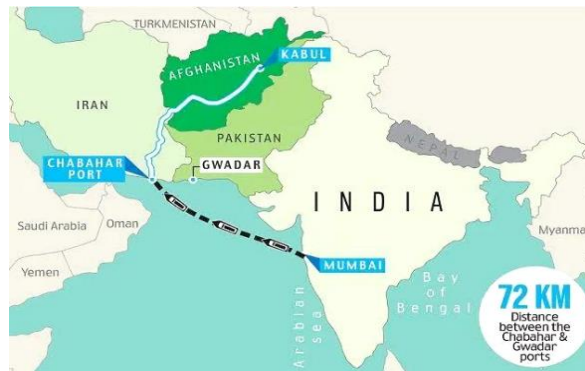 TURKMENISTAN
AFGHANISTAN
KABUL
IRAN
PAKISTAN
NEPAL
CHABAHAR
PORT
GWADAR
INDIA
Saudi Arabia
Oman
Myanmar
MUMBAI
Yemen
Arabian
sea
Bay
of
Bengal
72 KM
Distance
between the
Chabahar &
Gwadar
ports